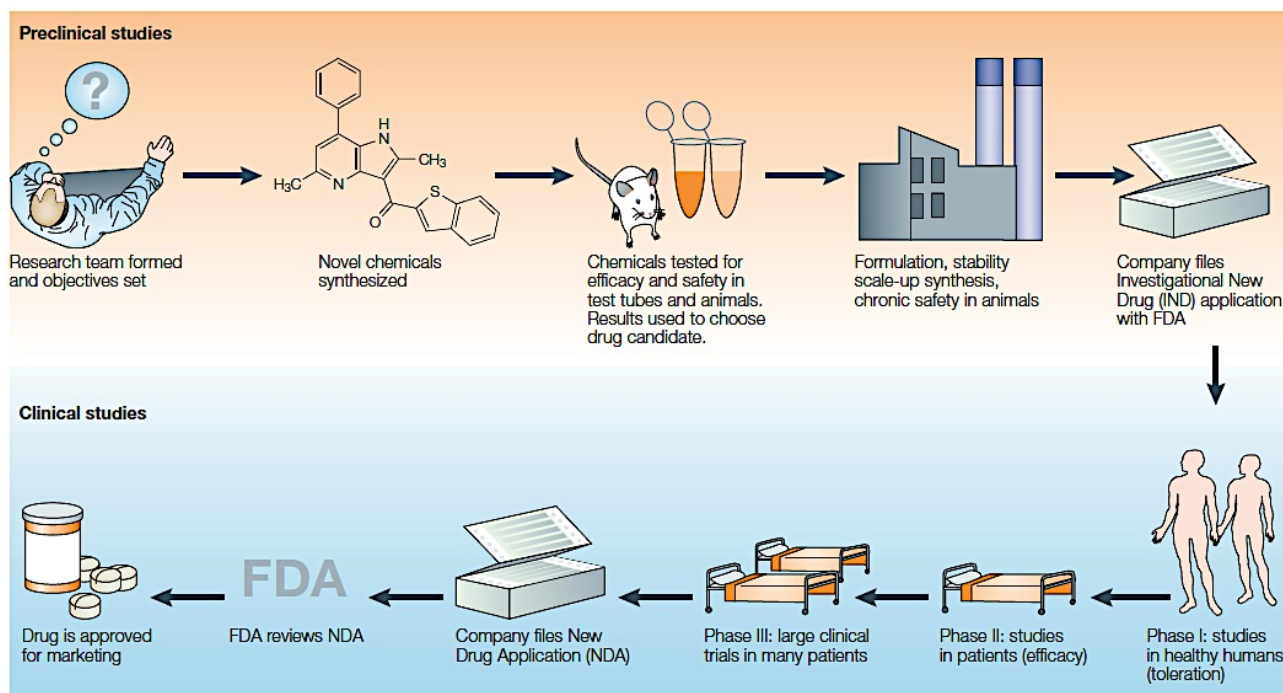 Preclinical studies
?
H
N
CH₃
H₃C
N
S
O
Research team formed
and objectives set
Novel chemicals
synthesized
Chemicals tested for
efficacy and safety in
test tubes and animals.
Results used to choose
drug candidate.
Formulation, stability
scale-up synthesis,
chronic safety in animals
Company files
Investigational New
Drug (IND) application
with FDA
Clinical studies
Phase I: studies
in healthy humans
(toleration)
Phase II: studies
in patients (efficacy)
Phase III: large clinical
trials in many patients
Company files New
Drug Application (NDA)
FDA
FDA reviews NDA
Drug is approved
for marketing